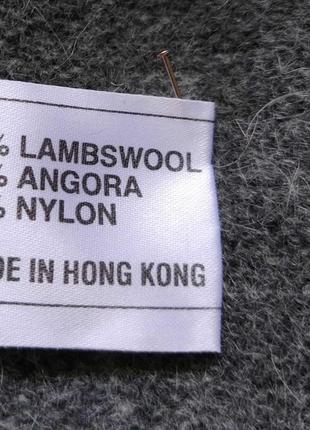 % LAMBSWOOL
% ANGORA
% NYLON
DE IN HONG KONG